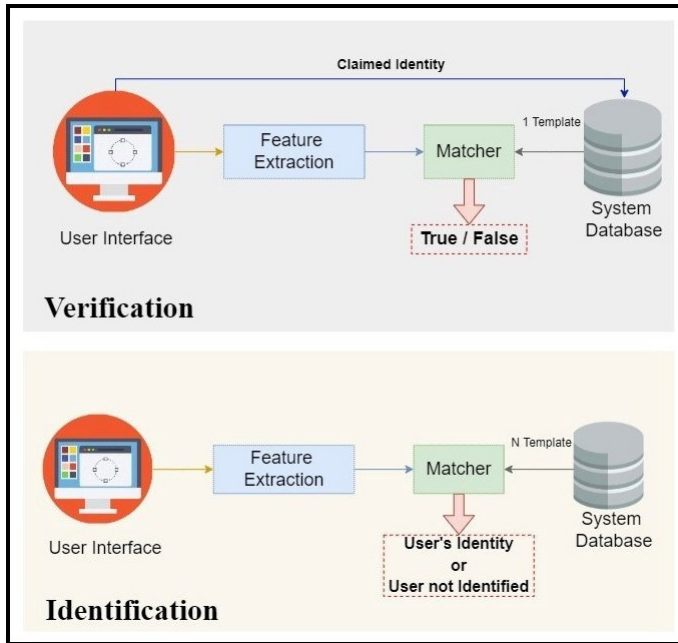 Claimed Identity
Feature
Extraction
Matcher
1 Template
User Interface
True / False
System
Database
Verification
Feature
Extraction
Matcher
N Template
User Interface
User's Identity
or
User not Identified
System
Database
Identification